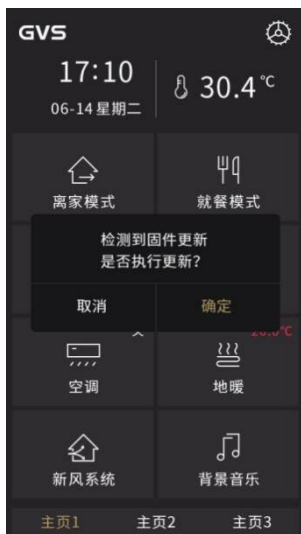 GVS
17:10
06-14 星期二
30.4℃
离家模式
就餐模式
检测到固件更新
是否执行更新?
取消
确定
空调
地暖
新风系统
背景音乐
主页1
主页2
主页3